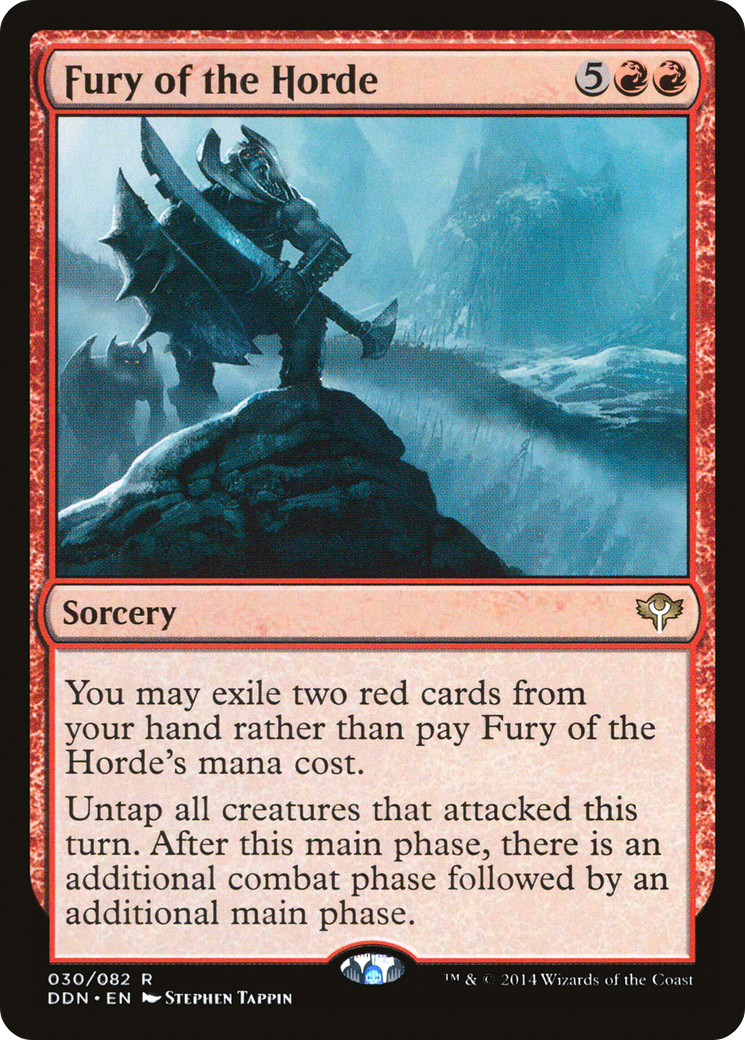 Fury of the Horde 5
Sorcery
You may exile two red cards from
your hand rather than pay Fury of the
Horde's mana cost.
Untap all creatures that attacked this
turn. After this main phase, there is an
additional combat phase followed by an
additional main phase.
030/082 R
DDN • EN Stephen Tappin
™ & © 2014 Wizards of the Coast